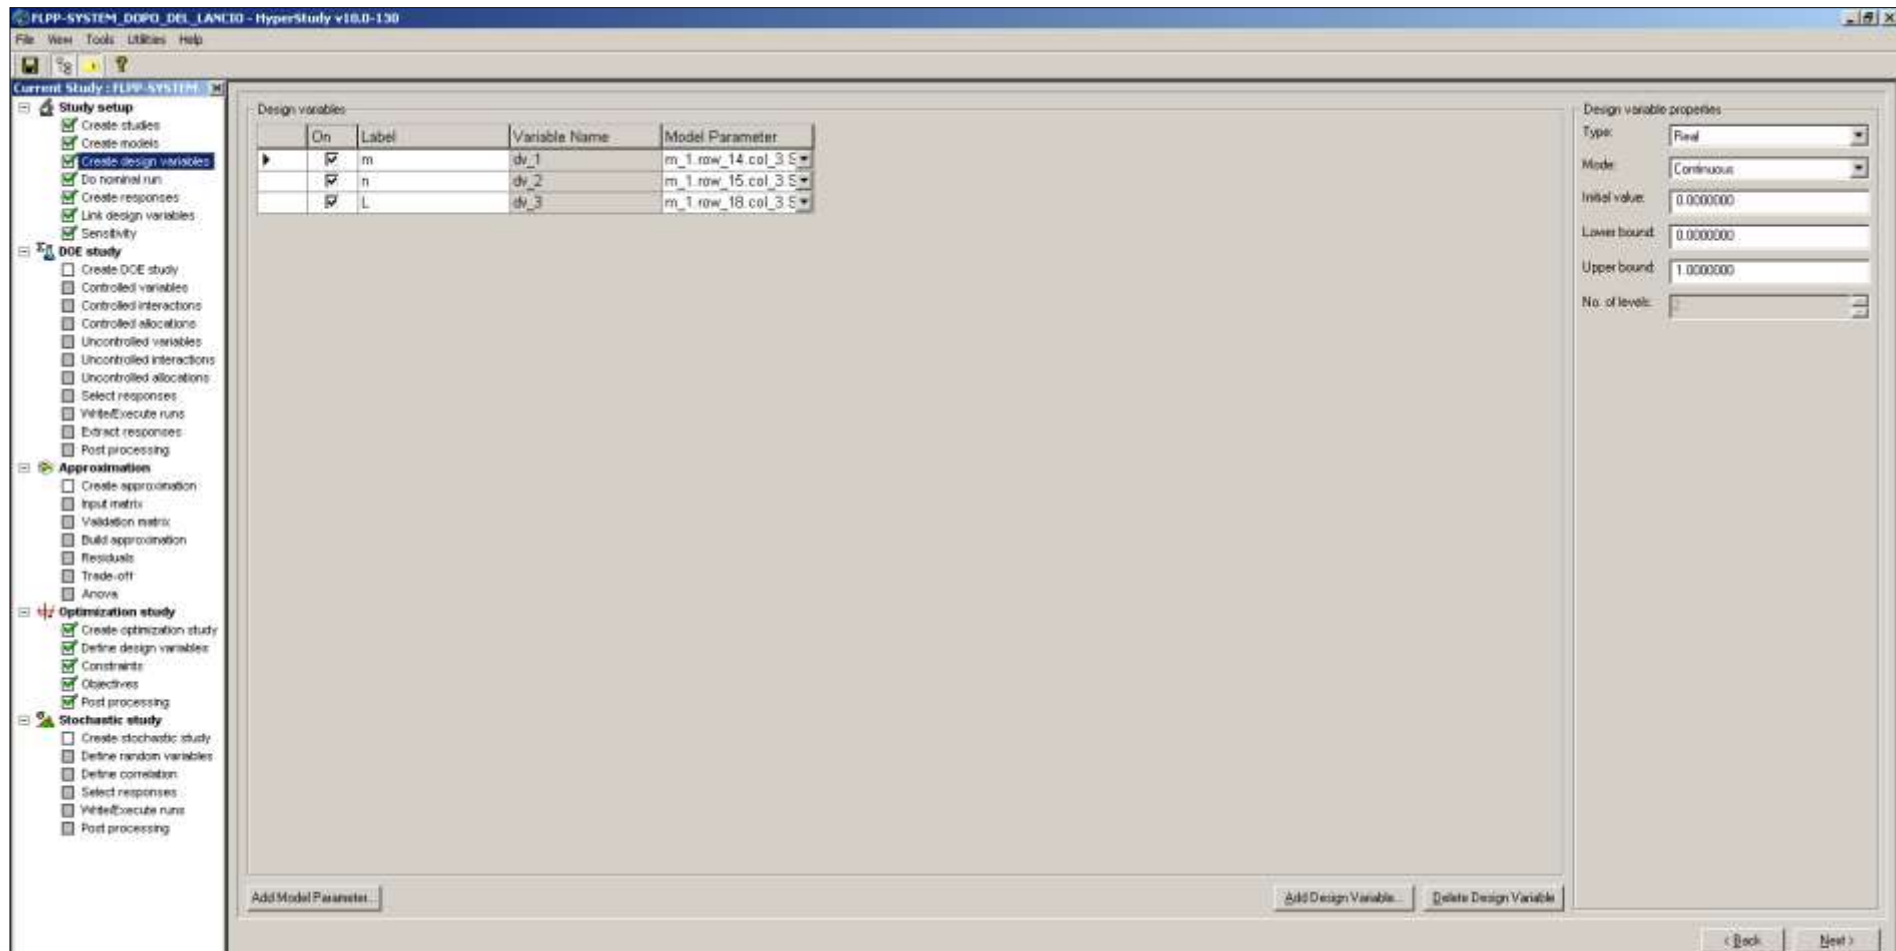 FLPP-SYSTEM_DOPO_DEL_LANCIO - HyperStudy v10.0-130
File View Tools Utilities Help
Current Study : FLPP-SYSTEM
Study setup
Create studies
Create models
Create design variables
Do nominal run
Create responses
Link design variables
Sensitivity
DOE study
Create DOE study
Controlled variables
Controlled interactions
Controlled allocations
Uncontrolled variables
Uncontrolled interactions
Uncontrolled allocations
Select responses
Write/Execute runs
Extract responses
Post processing
Approximation
Create approximation
Input matrix
Validation matrix
Build approximation
Residuals
Trade-off
Anova
Optimization study
Create optimization study
Define design variables
Constraints
Objectives
Post processing
Stochastic study
Create stochastic study
Define random variables
Define correlation
Select responses
Write/Execute runs
Post processing
Design variables
On Label Variable Name Model Parameter
m dv_1 m_1.row_14.col_3 S
n dv_2 m_1.row_15.col_3 S
L dv_3 m_1.row_18.col_3 S
Add Model Parameter...
Add Design Variable...
Delete Design Variable
Design variable properties
Type: Real
Mode: Continuous
Initial value: 0.0000000
Lower bound: 0.0000000
Upper bound: 1.0000000
No. of levels: 2
< Back
Next >